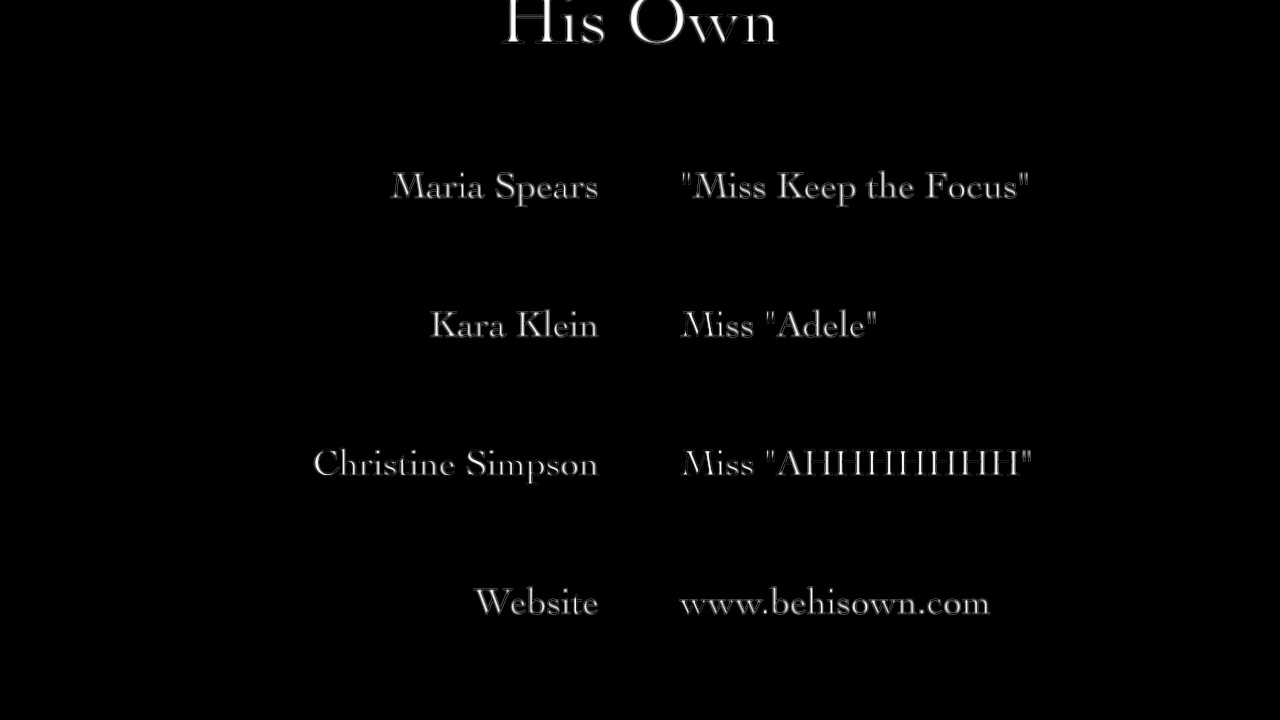 His Own
Maria Spears "Miss Keep the Focus"
Kara Klein Miss "Adele"
Christine Simpson Miss "AHHHHHHHH"
Website www.behisown.com